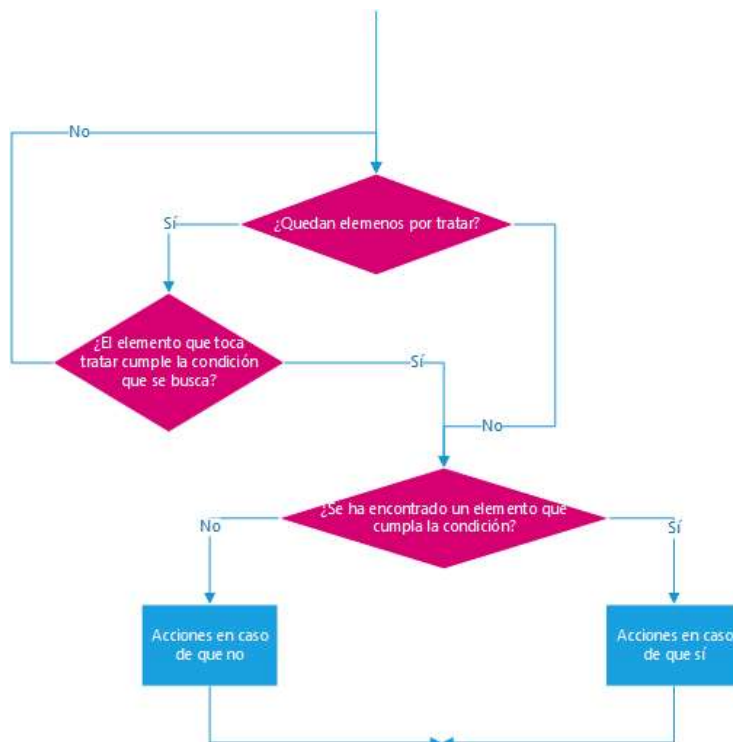 No
¿Quedan elemenos por tratar?
Sí
¿El elemento que toca
tratar cumple la condición
que se busca?
Sí
No
¿Se ha encontrado un elemento que
cumpla la condición?
No
Sí
Acciones en caso
de que no
Acciones en caso
de que sí